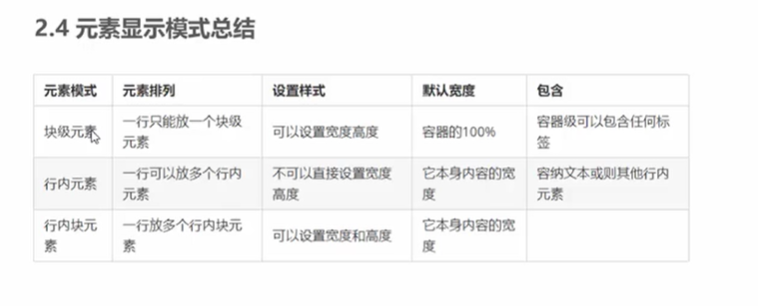 2.4 元素显示模式总结
元素模式 元素排列 设置样式 默认宽度 包含
块级元素 一行只能放一个块级元素 可以设置宽度高度 容器的100% 容器级可以包含任何标签
行内元素 一行可以放多个行内元素 不可以直接设置宽度高度 它本身内容的宽度 容纳文本或则其他行内元素
行内块元素 一行放多个行内块元素 可以设置宽度和高度 它本身内容的宽度